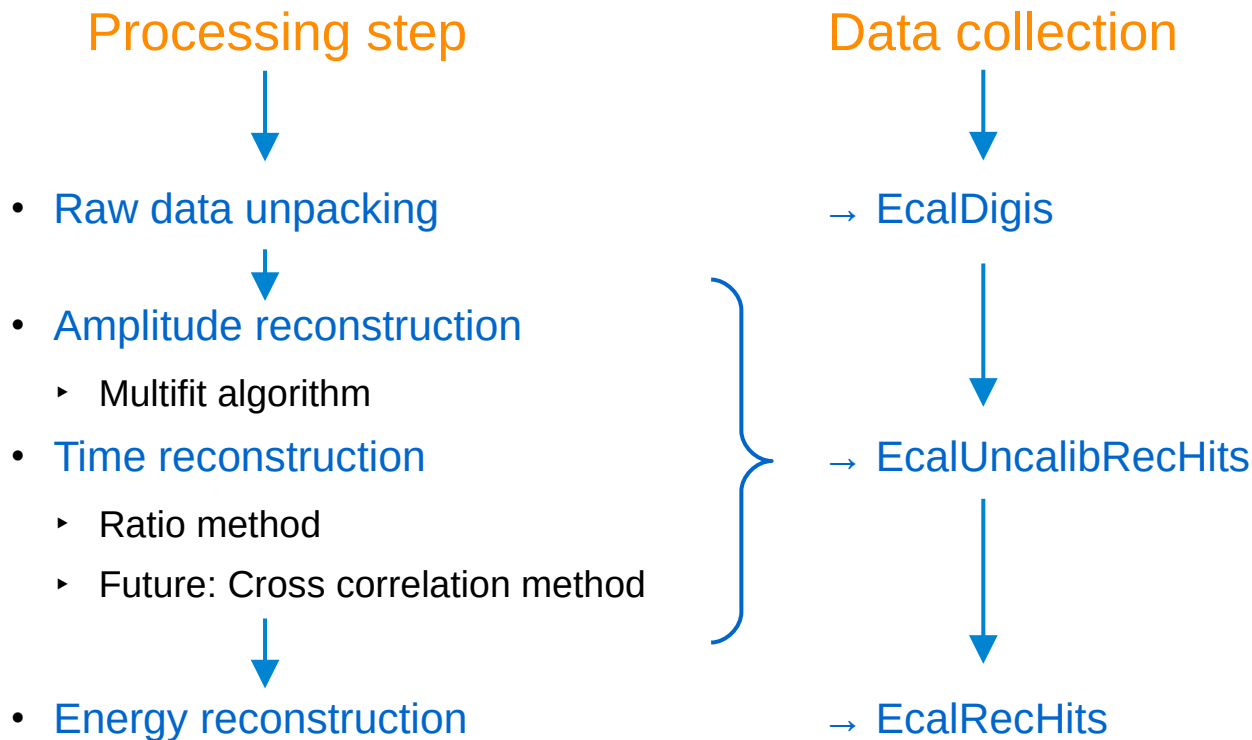 Processing step
Data collection
• Raw data unpacking
→ EcalDigis
• Amplitude reconstruction
‣ Multifit algorithm
• Time reconstruction
→ EcalUncalibRecHits
‣ Ratio method
‣ Future: Cross correlation method
• Energy reconstruction
→ EcalRecHits